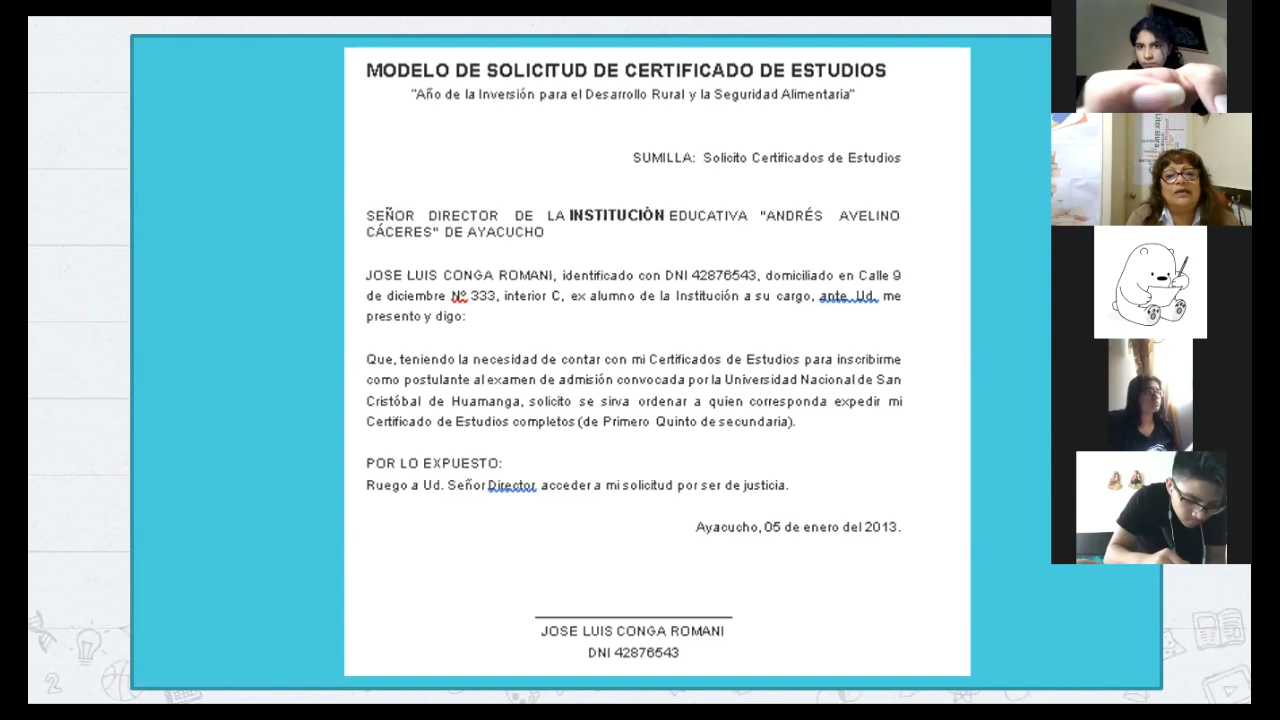 MODELO DE SOLICITUD DE CERTIFICADO DE ESTUDIOS
"Año de la Inversión para el Desarrollo Rural y la Seguridad Alimentaria"
SUMILLA: Solicito Certificados de Estudios
SEÑOR DIRECTOR DE LA INSTITUCIÓN EDUCATIVA "ANDRÉS AVELINO
CÁCERES" DE AYACUCHO
JOSE LUIS CONGA ROMANI, identificado con DNI 42876543, domiciliado en Calle 9
de diciembre Nº 333, interior C, ex alumno de la Institución a su cargo, ante Ud. me
presento y digo:
Que, teniendo la necesidad de contar con mi Certificados de Estudios para inscribirme
como postulante al examen de admisión convocada por la Universidad Nacional de San
Cristóbal de Huamanga, solicito se sirva ordenar a quien corresponda expedir mi
Certificado de Estudios completos (de Primero Quinto de secundaria).
POR LO EXPUESTO:
Ruego a Ud. Señor Director acceder a mi solicitud por ser de justicia.
Ayacucho, 05 de enero del 2013.
JOSE LUIS CONGA ROMANI
DNI 42876543
Literatura